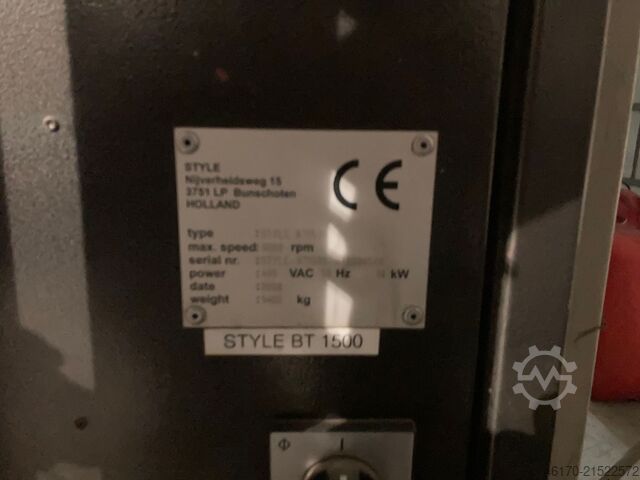 STYLE
Nijverheidsweg 15
3751 LP Bunschoten
HOLLAND
CE
type
max. speed: rpm
serial nr.
power VAC Hz kW
date
weight kg
STYLE BT 1500
I
6170-21522572